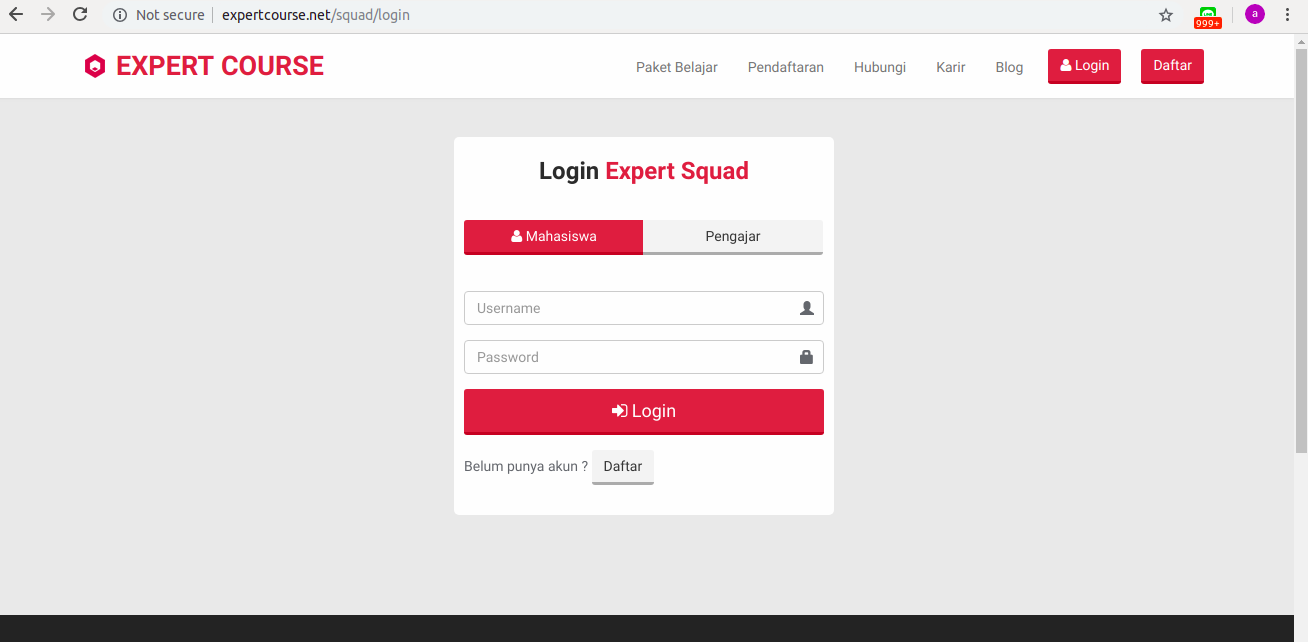 Not secure expertcourse.net/squad/login a
999+
EXPERT COURSE Paket Belajar Pendaftaran Hubungi Karir Blog Login Daftar
Login Expert Squad
Mahasiswa Pengajar
Username
Password
Login
Belum punya akun ? Daftar